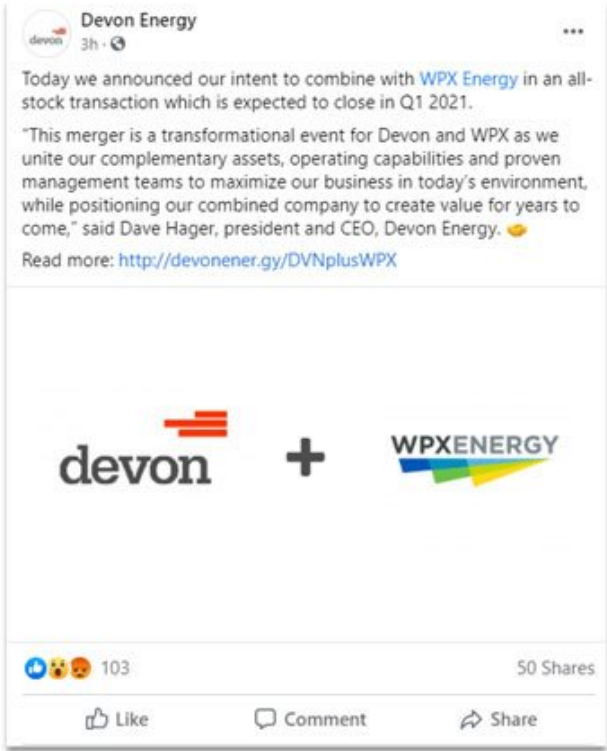 devon
Devon Energy
3h ·
Today we announced our intent to combine with WPX Energy in an all-
stock transaction which is expected to close in Q1 2021.
"This merger is a transformational event for Devon and WPX as we
unite our complementary assets, operating capabilities and proven
management teams to maximize our business in today's environment,
while positioning our combined company to create value for years to
come," said Dave Hager, president and CEO, Devon Energy. 🤝
Read more: http://devonener.gy/DVNplusWPX
devon + WPXENERGY
103
50 Shares
Like
Comment
Share